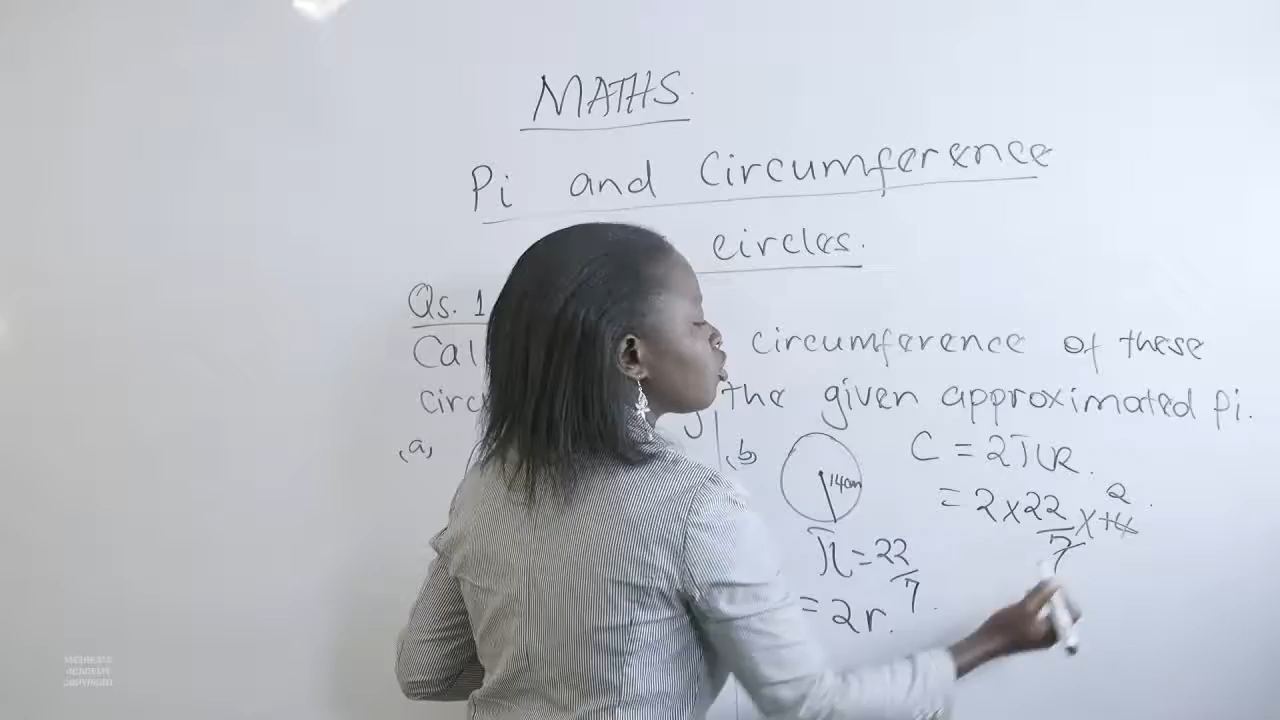 MATHS.
Pi and Circumference
circles.
Qs. 1
Cal circumference of these
circ the given approximated pi.
(a)
(b
14cm
C = 2πr.
= 2 x 22/7 x 14 2.
π = 22/7
= 2r.